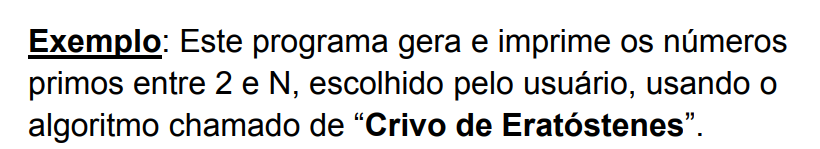 Exemplo: Este programa gera e imprime os números
primos entre 2 e N, escolhido pelo usuário, usando o
algoritmo chamado de “Crivo de Eratóstenes”.